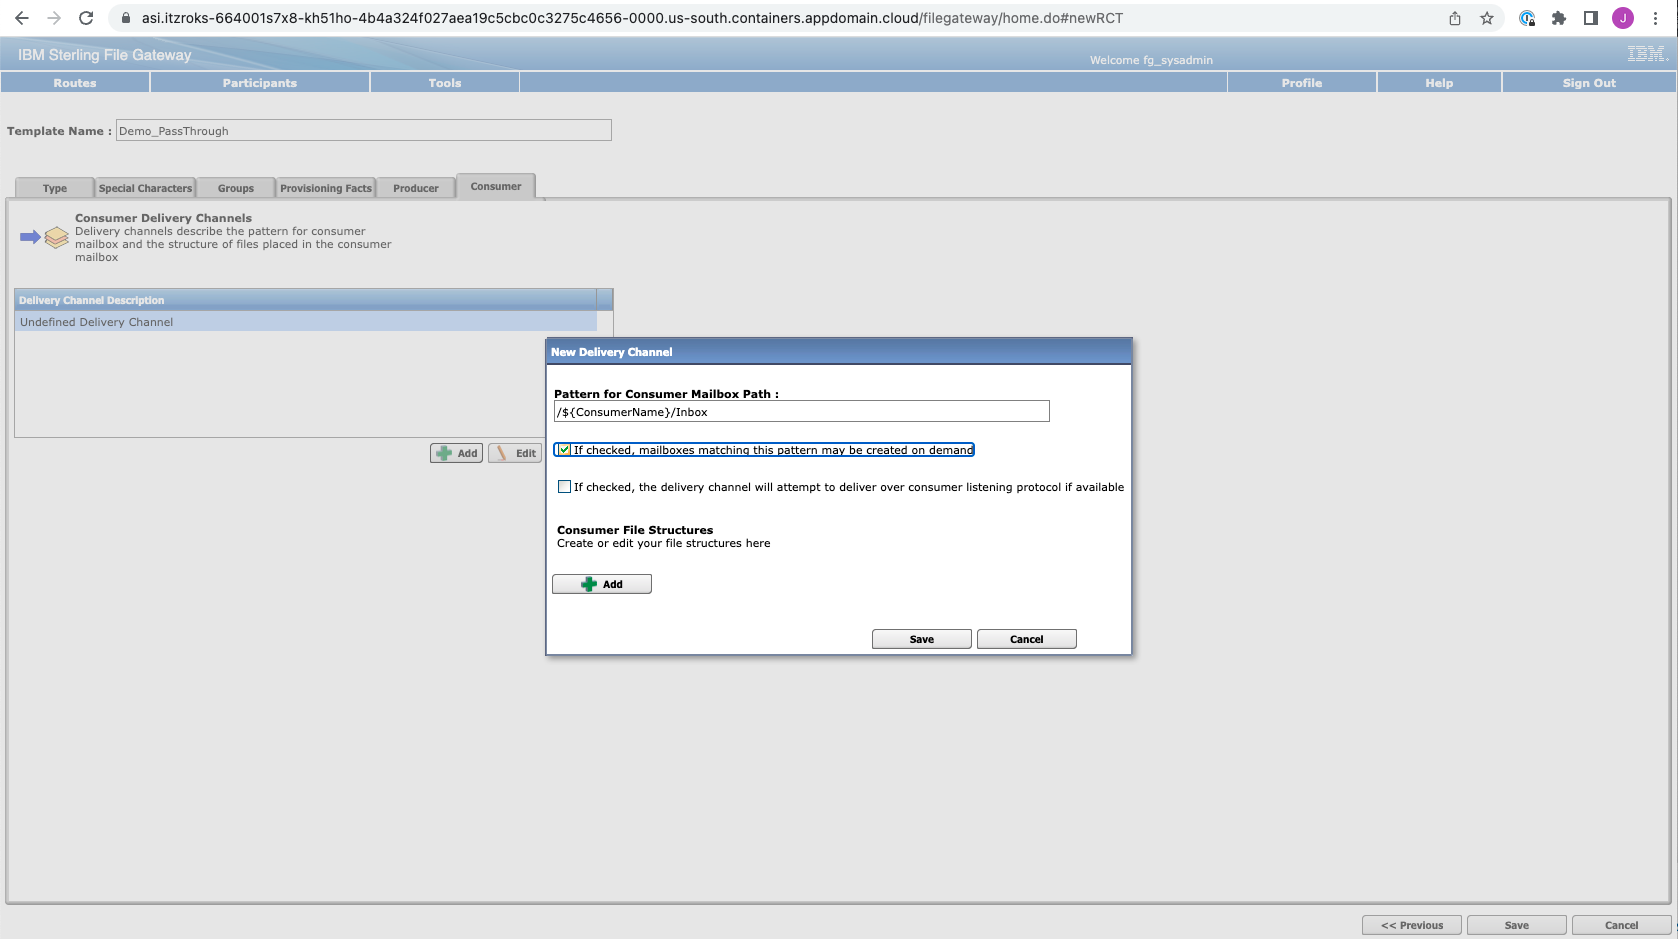 asi.itzroks-664001s7x8-kh51ho-4b4a324f027aea19c5cbc0c3275c4656-0000.us-south.containers.appdomain.cloud/filegateway/home.do#newRCT
J
IBM Sterling File Gateway
Welcome fg_sysadmin
IBM.
Routes Participants Tools Profile Help Sign Out
Template Name : Demo_PassThrough
Type Special Characters Groups Provisioning Facts Producer Consumer
Consumer Delivery Channels
Delivery channels describe the pattern for consumer
mailbox and the structure of files placed in the consumer
mailbox
Delivery Channel Description
Undefined Delivery Channel
Add Edit
New Delivery Channel
Pattern for Consumer Mailbox Path :
/${ConsumerName}/Inbox
If checked, mailboxes matching this pattern may be created on demand
If checked, the delivery channel will attempt to deliver over consumer listening protocol if available
Consumer File Structures
Create or edit your file structures here
Add
Save Cancel
<< Previous Save Cancel